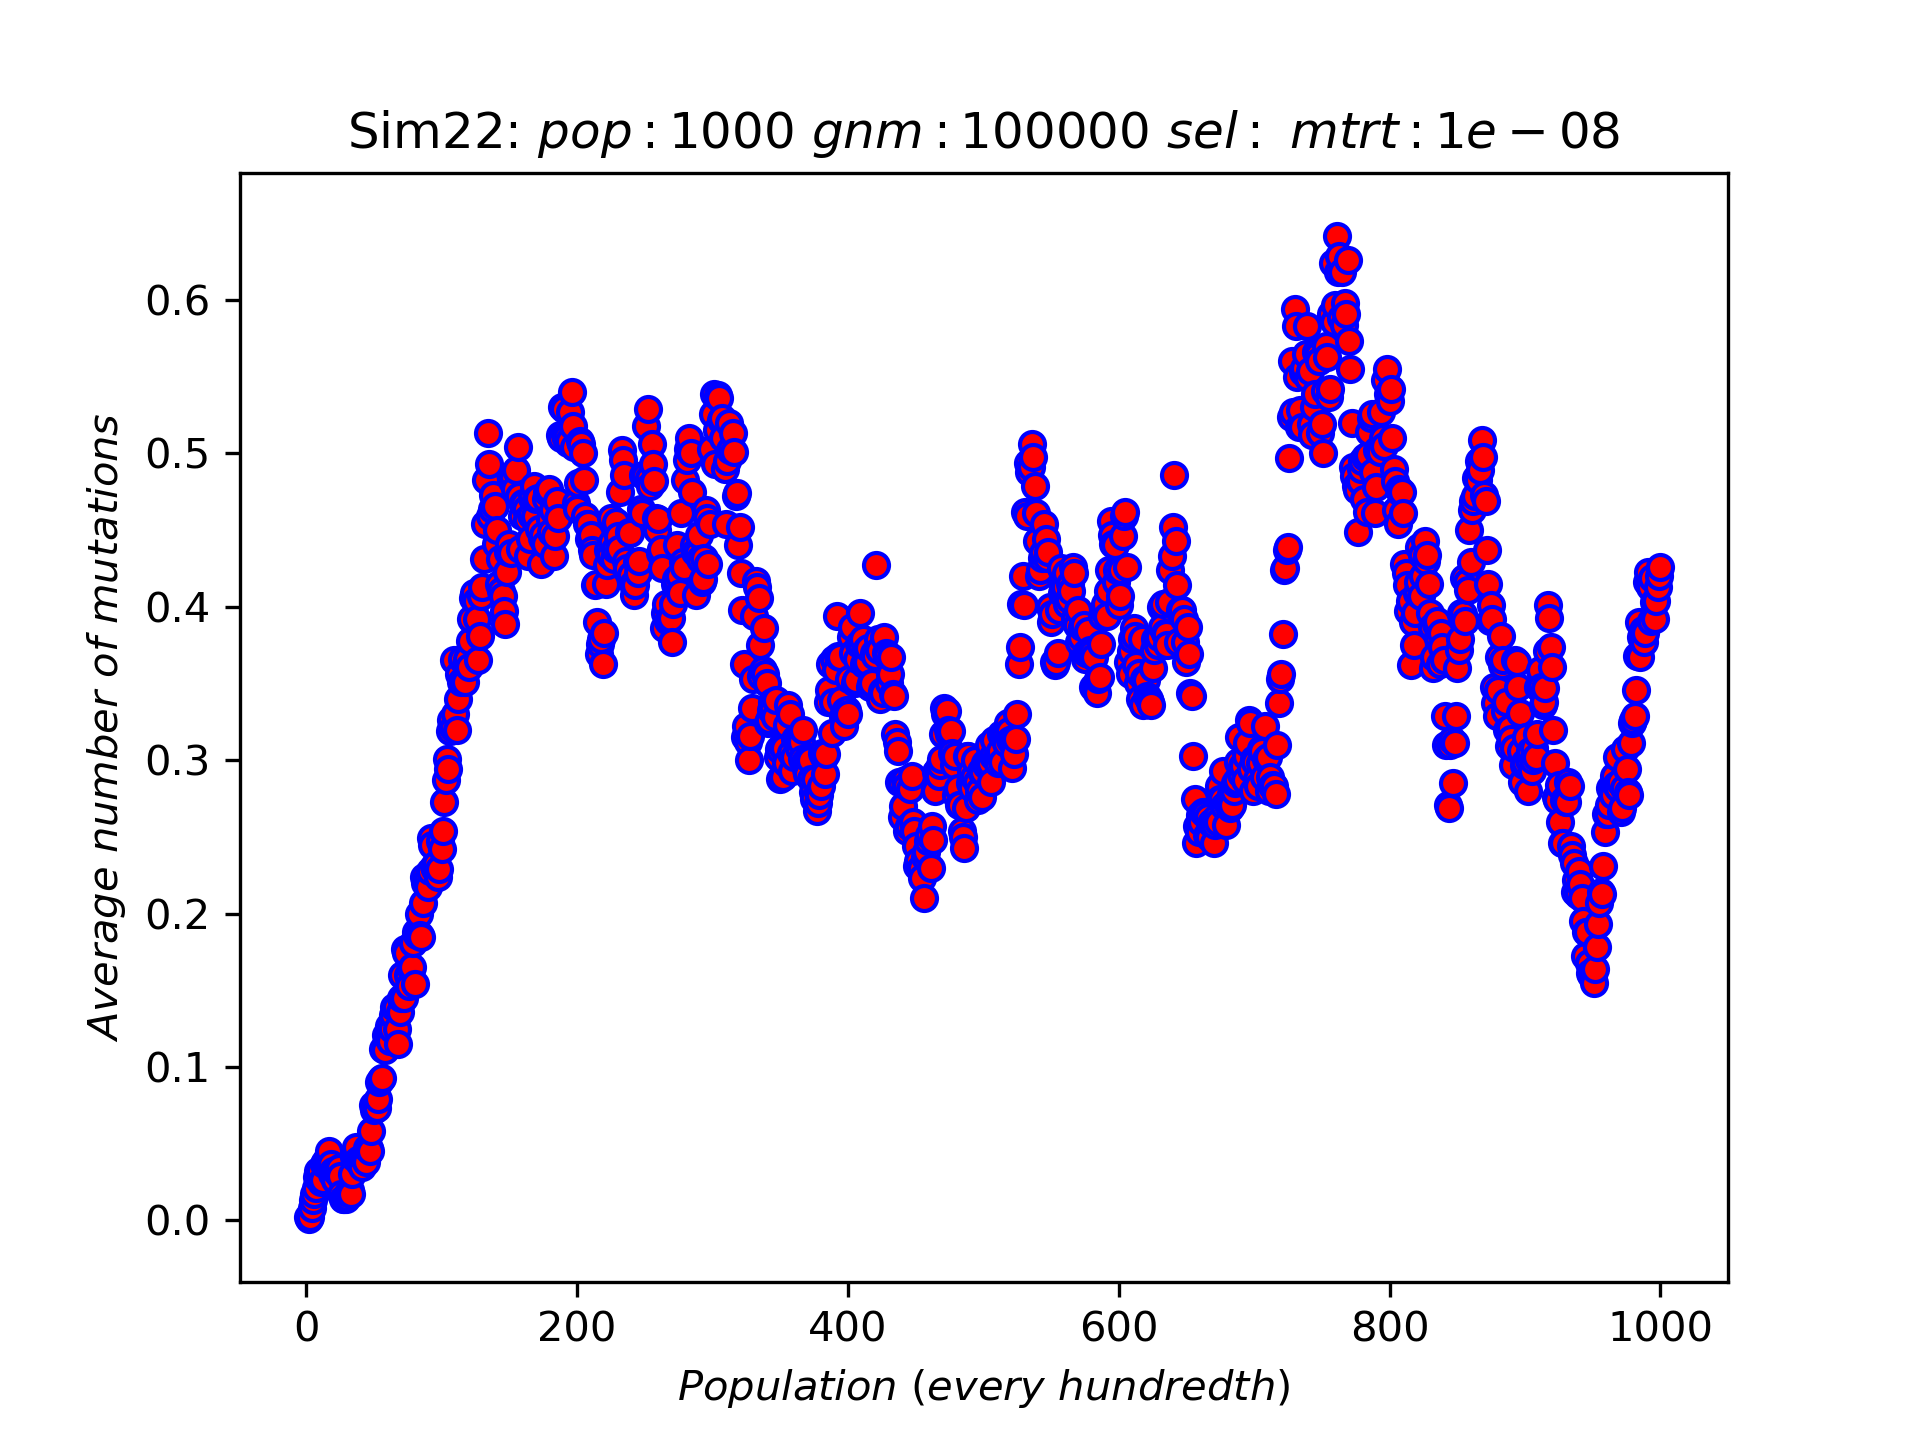 Sim22: pop : 1000 gnm : 100000 sel : mtrt : 1e − 08
Average number of mutations
0.6
0.5
0.4
0.3
0.2
0.1
0.0
0 200 400 600 800 1000
Population (every hundredth)